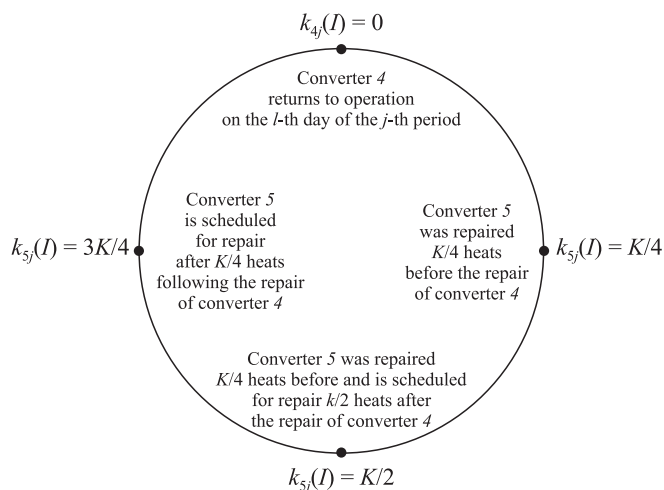 k₄ⱼ(I) = 0
Converter 4
returns to operation
on the l-th day of the j-th period
Converter 5
is scheduled
for repair
after K/4 heats
following the repair
of converter 4
k₅ⱼ(I) = 3K/4
Converter 5
was repaired
K/4 heats
before the repair
of converter 4
k₅ⱼ(I) = K/4
Converter 5 was repaired
K/4 heats before and is scheduled
for repair k/2 heats after
the repair of converter 4
k₅ⱼ(I) = K/2